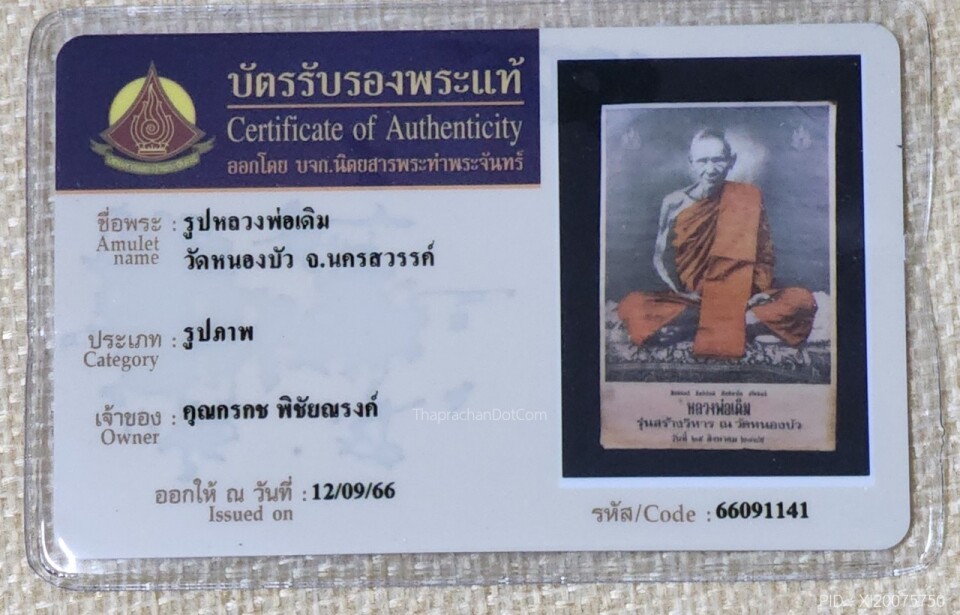 บัตรรับรองพระแท้
Certificate of Authenticity
ออกโดย บจก.นิตยสารพระท่าพระจันทร์
ชื่อพระ : รูปหลวงพ่อเดิม
Amulet name
วัดหนองบัว จ.นครสวรรค์
ประเภท : รูปภาพ
Category
เจ้าของ : คุณกรกช พิชัยณรงค์
Owner
ThaprachanDotCom
ออกให้ ณ วันที่ : 12/09/66
Issued on
หลวงพ่อเดิม
รุ่นสร้างวิหาร ณ วัดหนองบัว
รหัส/Code : 66091141
PID : XI20075750